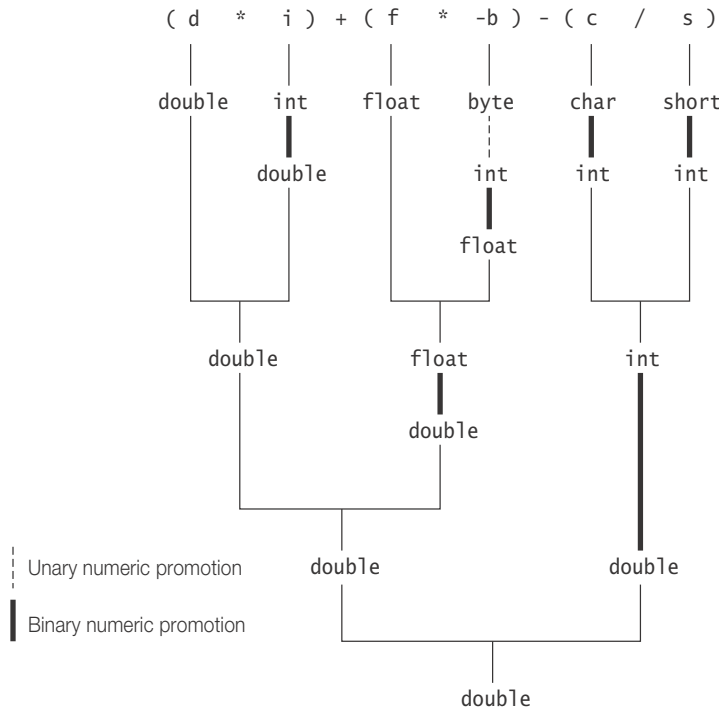 ( d * i ) + ( f * -b ) - ( c / s )
double int float byte char short
double int int int
float
double float int
double
Unary numeric promotion double double
Binary numeric promotion
double